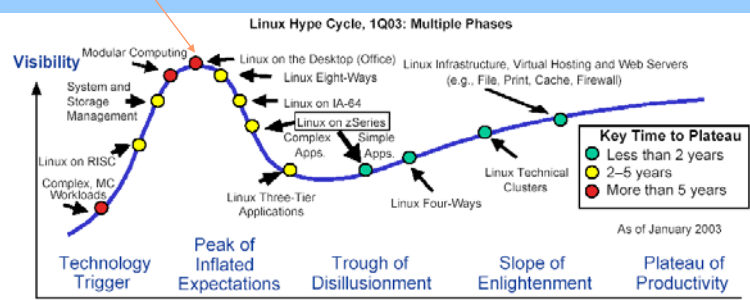 Linux Hype Cycle, 1Q03: Multiple Phases
Visibility
Modular Computing
Linux on the Desktop (Office)
Linux Eight-Ways
Linux Infrastructure, Virtual Hosting and Web Servers
(e.g., File, Print, Cache, Firewall)
System and
Storage
Management
Linux on IA-64
Linux on zSeries
Complex
Apps.
Simple
Apps.
Linux on RISC
Complex, MC
Workloads
Linux Three-Tier
Applications
Linux Four-Ways
Linux Technical
Clusters
Key Time to Plateau
Less than 2 years
2–5 years
More than 5 years
As of January 2003
Technology
Trigger
Peak of
Inflated
Expectations
Trough of
Disillusionment
Slope of
Enlightenment
Plateau of
Productivity